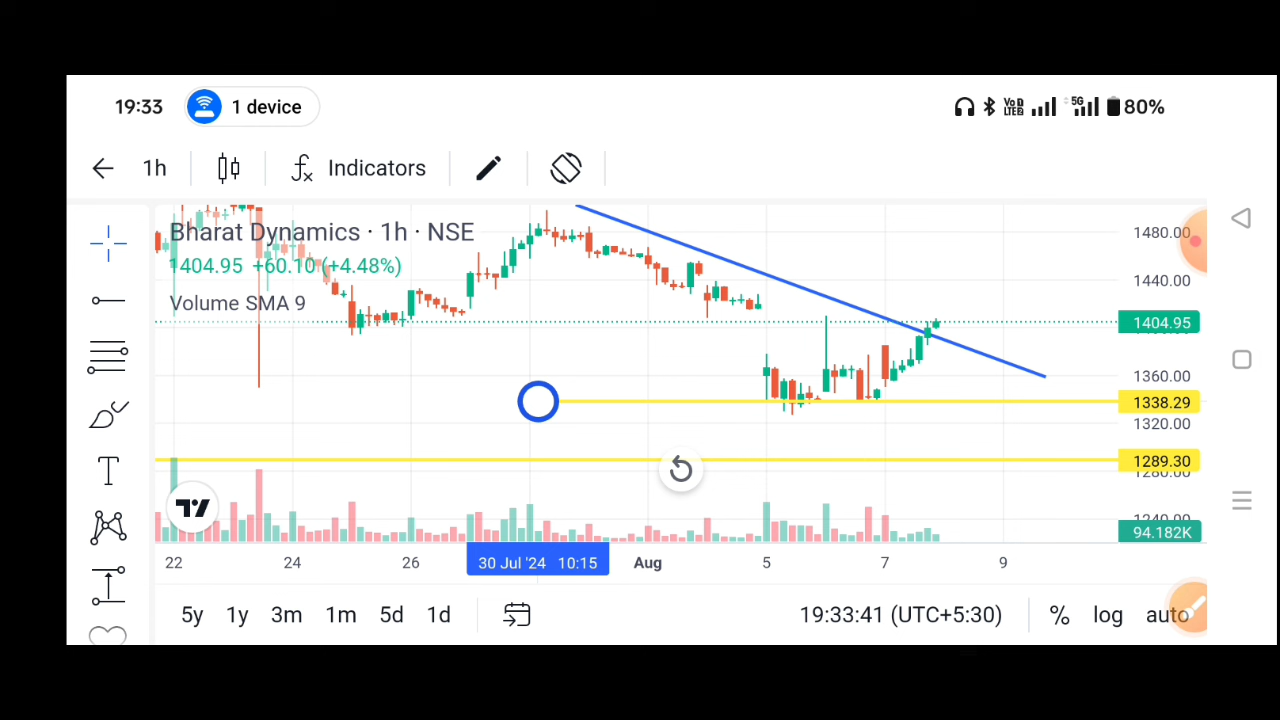 19:33 1 device VoD LTE2 5G 80%
1h Indicators
Bharat Dynamics · 1h · NSE
1404.95 +60.10 (+4.48%)
Volume SMA 9
1480.00
1440.00
1404.95
1360.00
1338.29
1320.00
1289.30
94.182K
22 24 26 30 Jul '24 10:15 Aug 5 7 9
5y 1y 3m 1m 5d 1d 19:33:41 (UTC+5:30) % log auto
T